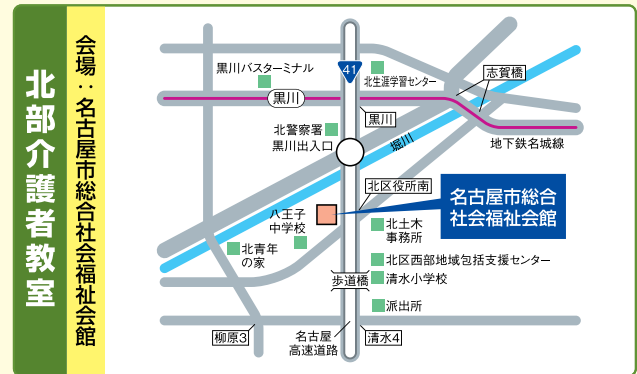 北部介護者教室
会場：名古屋市総合社会福祉会館
41
黒川バスターミナル
北生涯学習センター
志賀橋
黒川
黒川
北警察署
黒川出入口
堀川
地下鉄名城線
北区役所南
名古屋市総合
社会福祉会館
八王子
中学校
北土木
事務所
北青年
の家
北区西部地域包括支援センター
歩道橋
清水小学校
派出所
柳原3
名古屋
高速道路
清水4